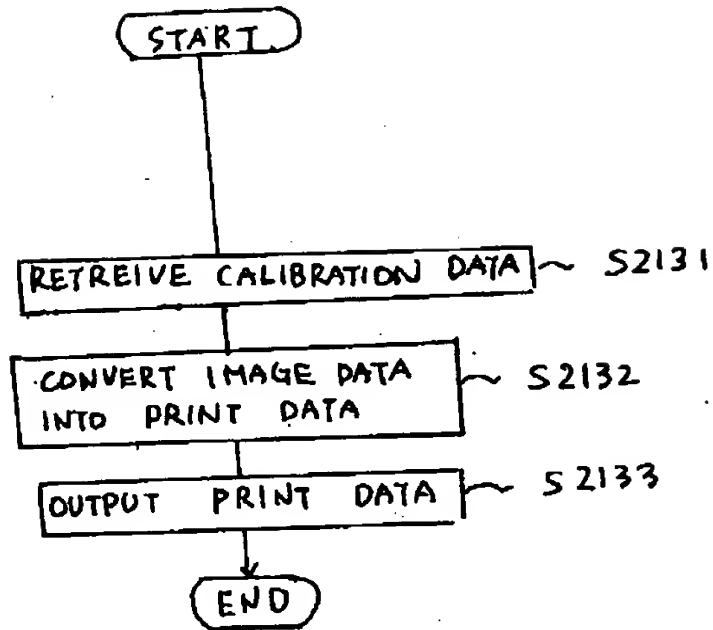 START
RETREIVE CALIBRATION DATA ~ S2131
CONVERT IMAGE DATA ~ S2132
INTO PRINT DATA
OUTPUT PRINT DATA ~ S2133
END